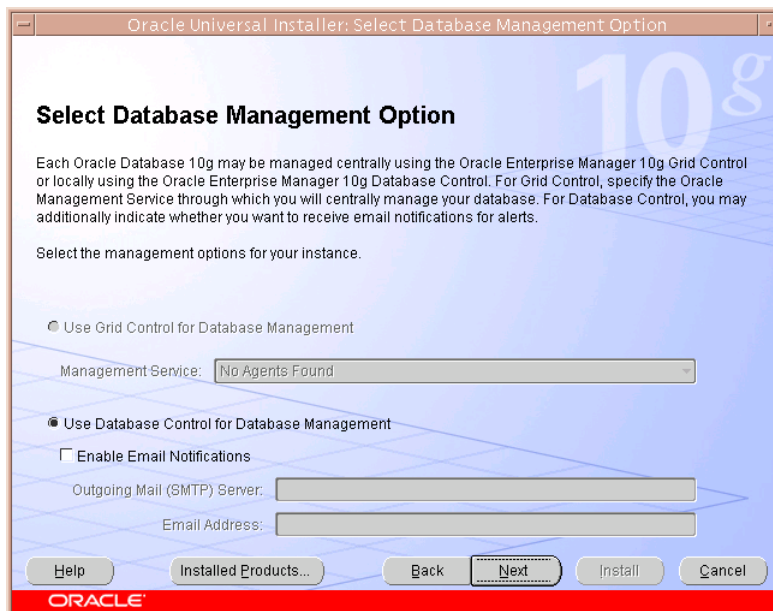 Oracle Universal Installer: Select Database Management Option
10g
Select Database Management Option
Each Oracle Database 10g may be managed centrally using the Oracle Enterprise Manager 10g Grid Control
or locally using the Oracle Enterprise Manager 10g Database Control. For Grid Control, specify the Oracle
Management Service through which you will centrally manage your database. For Database Control, you may
additionally indicate whether you want to receive email notifications for alerts.
Select the management options for your instance.
Use Grid Control for Database Management
Management Service: No Agents Found
Use Database Control for Database Management
Enable Email Notifications
Outgoing Mail (SMTP) Server:
Email Address:
Help Installed Products... Back Next Install Cancel
ORACLE